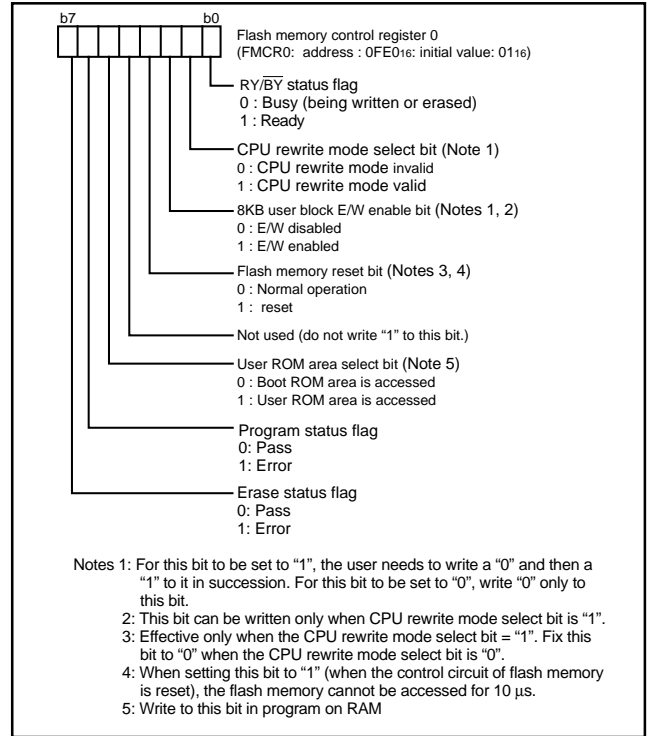 b7 b0
Flash memory control register 0
(FMCR0: address : 0FE016: initial value: 0116)
RY/BY status flag
0 : Busy (being written or erased)
1 : Ready
CPU rewrite mode select bit (Note 1)
0 : CPU rewrite mode invalid
1 : CPU rewrite mode valid
8KB user block E/W enable bit (Notes 1, 2)
0 : E/W disabled
1 : E/W enabled
Flash memory reset bit (Notes 3, 4)
0 : Normal operation
1 : reset
Not used (do not write “1” to this bit.)
User ROM area select bit (Note 5)
0 : Boot ROM area is accessed
1 : User ROM area is accessed
Program status flag
0: Pass
1: Error
Erase status flag
0: Pass
1: Error
Notes 1: For this bit to be set to “1”, the user needs to write a “0” and then a
“1” to it in succession. For this bit to be set to “0”, write “0” only to
this bit.
2: This bit can be written only when CPU rewrite mode select bit is “1”.
3: Effective only when the CPU rewrite mode select bit = “1”. Fix this
bit to “0” when the CPU rewrite mode select bit is “0”.
4: When setting this bit to “1” (when the control circuit of flash memory
is reset), the flash memory cannot be accessed for 10 μs.
5: Write to this bit in program on RAM